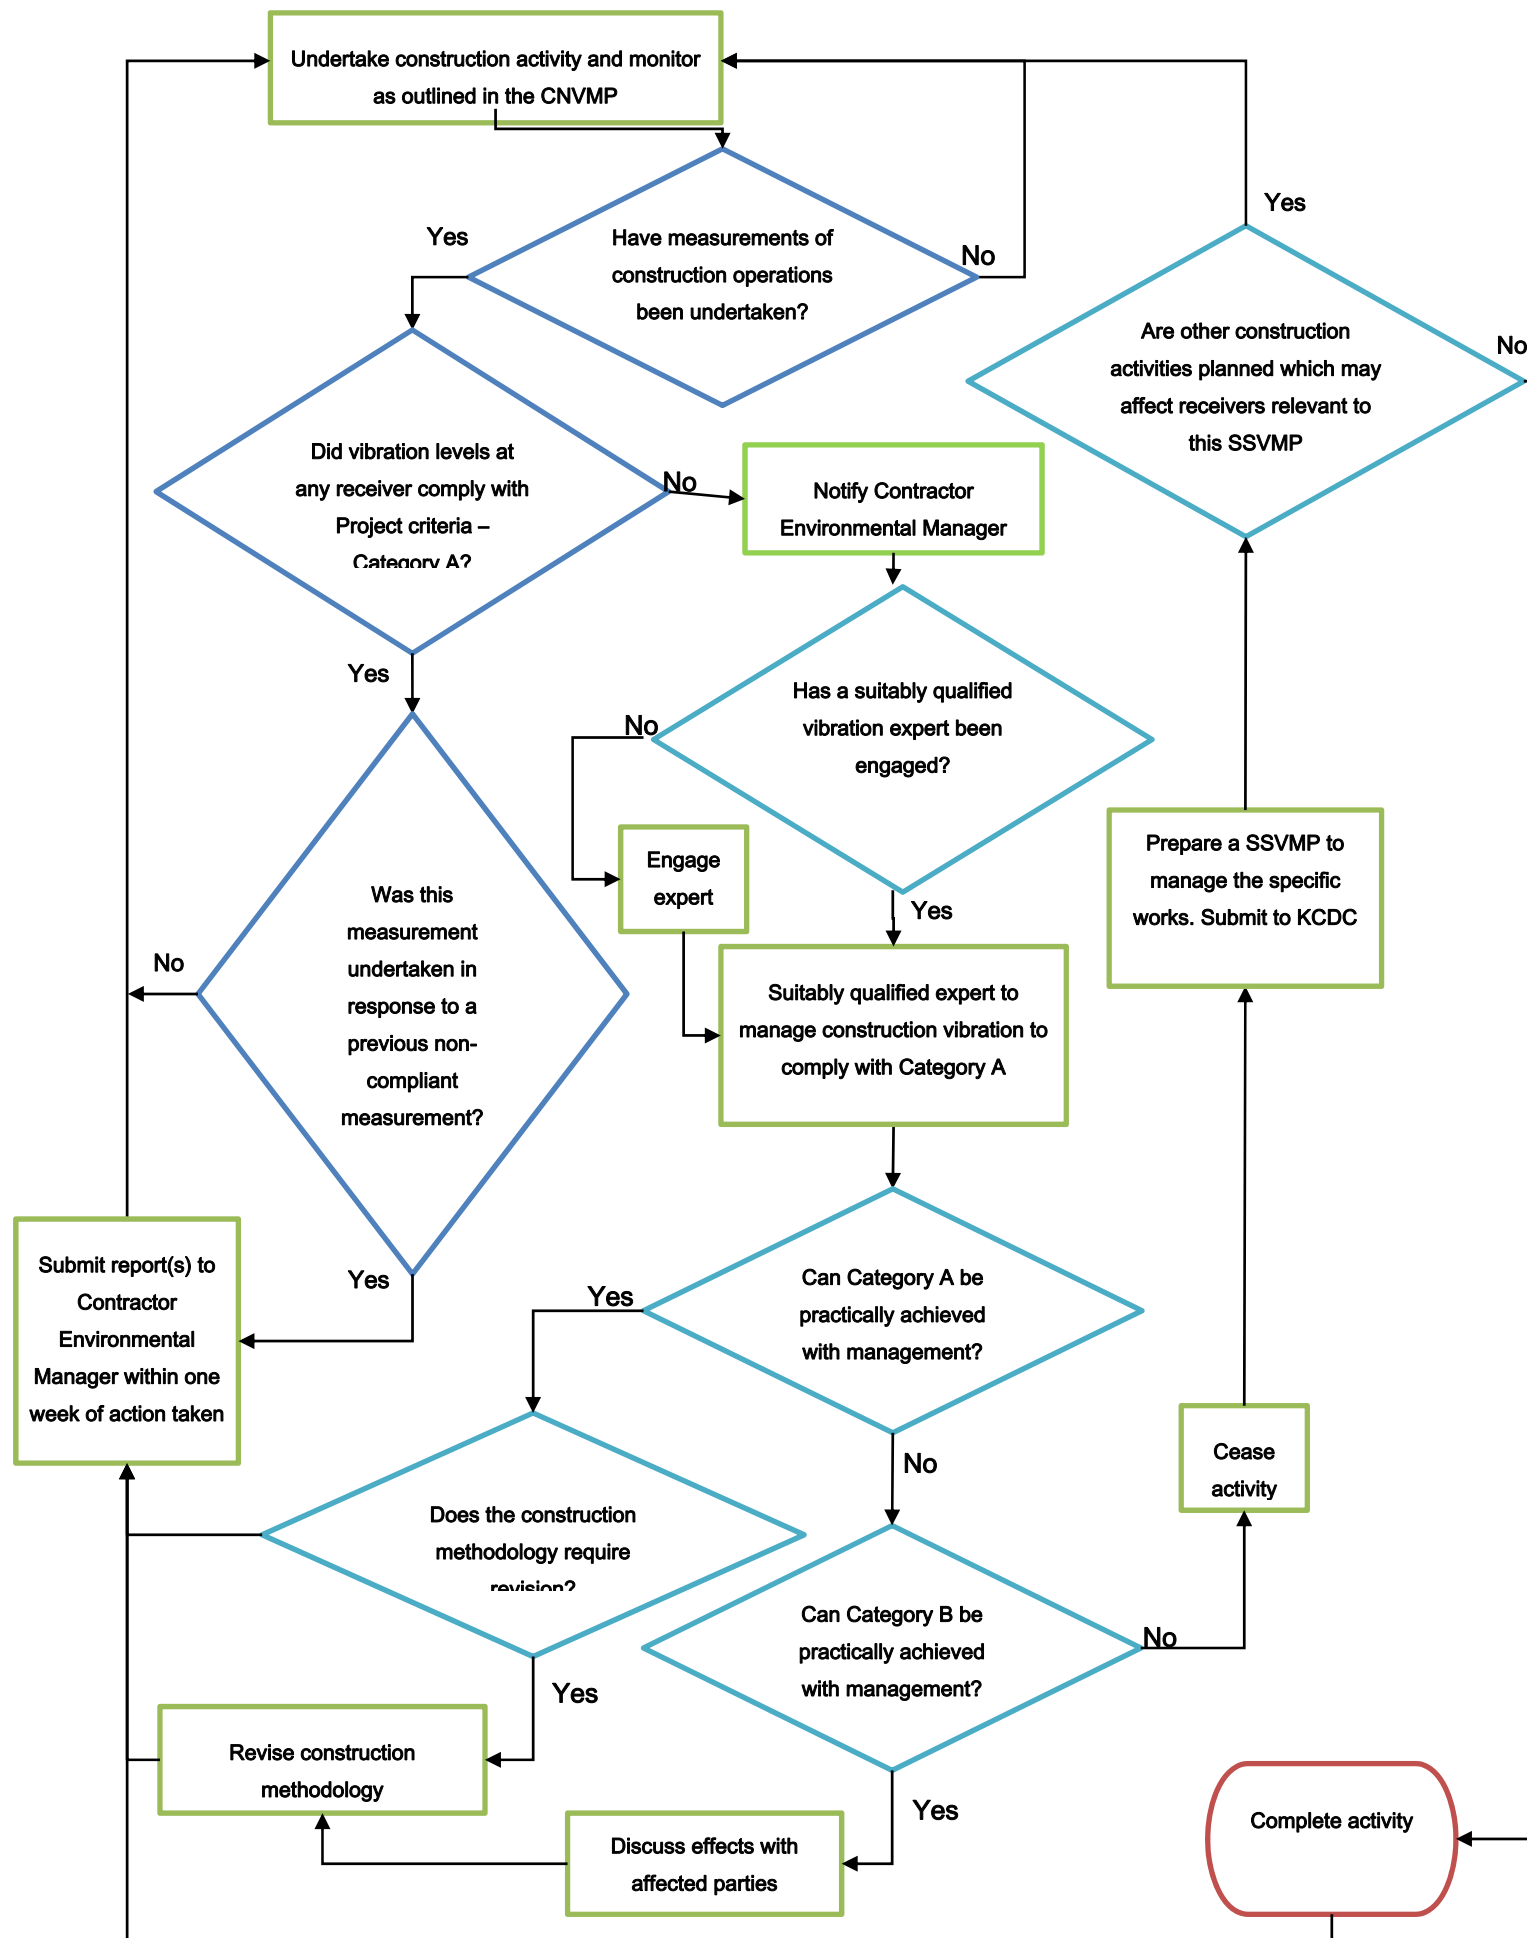 Undertake construction activity and monitor
as outlined in the CNVMP
Yes
Have measurements of
construction operations
been undertaken?
No
Yes
Are other construction
activities planned which may
affect receivers relevant to
this SSVMP
No
Did vibration levels at
any receiver comply with
Project criteria –
Category A?
No
Notify Contractor
Environmental Manager
Yes
Has a suitably qualified
vibration expert been
engaged?
No
Engage
expert
Yes
Prepare a SSVMP to
manage the specific
works. Submit to KCDC
Was this
measurement
undertaken in
response to a
previous non-
compliant
measurement?
No
Suitably qualified expert to
manage construction vibration to
comply with Category A
Submit report(s) to
Contractor
Environmental
Manager within one
week of action taken
Yes
Yes
Can Category A be
practically achieved
with management?
No
Cease
activity
Does the construction
methodology require
revision?
Can Category B be
practically achieved
with management?
No
Yes
Revise construction
methodology
Yes
Discuss effects with
affected parties
Complete activity